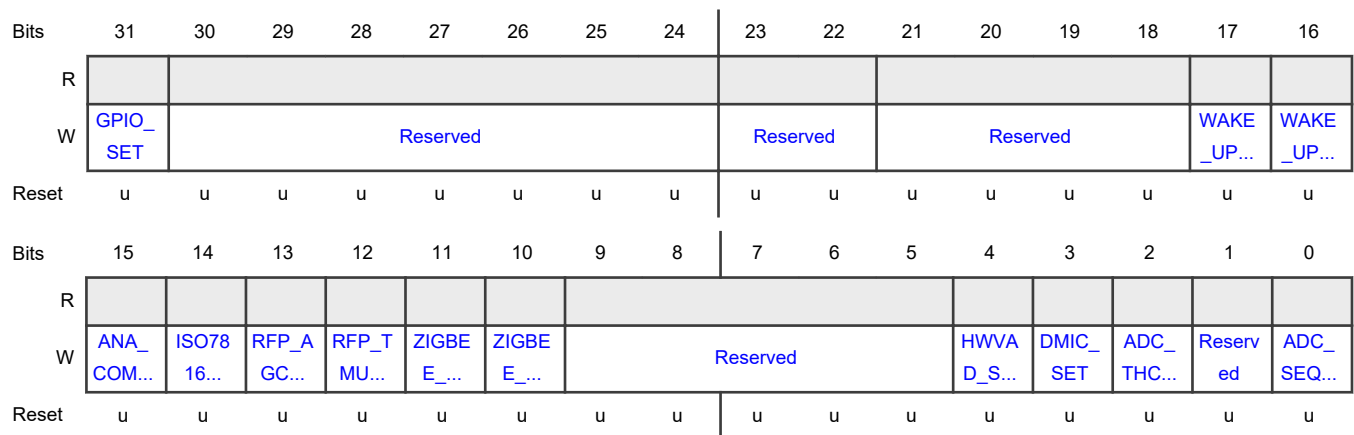 Bits 31 30 29 28 27 26 25 24 23 22 21 20 19 18 17 16
R
W GPIO_ SET Reserved Reserved Reserved WAKE _UP... WAKE _UP...
Reset u u u u u u u u u u u u u u u u
Bits 15 14 13 12 11 10 9 8 7 6 5 4 3 2 1 0
R
W ANA_ COM... ISO78 16... RFP_A GC... RFP_T MU... ZIGBE E_... ZIGBE E_... Reserved HWVA D_S... DMIC_ SET ADC_ THC... Reserv ed ADC_ SEQ...
Reset u u u u u u u u u u u u u u u u